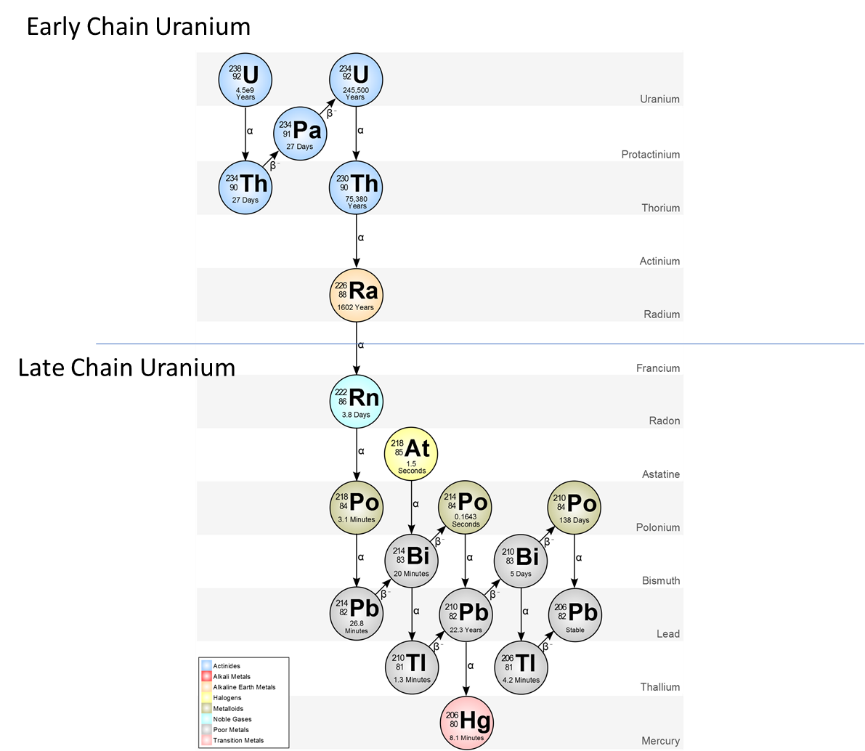 Early Chain Uranium
238
92
U
4.5e9
Years
234
92
U
245,500
Years
Uranium
α
β⁻
α
234
91
Pa
27 Days
Protactinium
β⁻
234
90
Th
27 Days
230
90
Th
75,380
Years
Thorium
α
Actinium
226
88
Ra
1602 Years
Radium
α
Late Chain Uranium
Francium
222
86
Rn
3.8 Days
Radon
α
218
85
At
1.5
Seconds
Astatine
218
84
Po
3.1 Minutes
α
214
84
Po
0.1643
Seconds
210
84
Po
138 Days
Polonium
α
β⁻
α
β⁻
α
214
83
Bi
20 Minutes
210
83
Bi
5 Days
Bismuth
β⁻
β⁻
214
82
Pb
26.8
Minutes
α
210
82
Pb
22.3 Years
α
206
82
Pb
Stable
Lead
β⁻
β⁻
210
81
Tl
1.3 Minutes
α
206
81
Tl
4.2 Minutes
Thallium
206
80
Hg
8.1 Minutes
Mercury
Actinides
Alkali Metals
Alkaline Earth Metals
Halogens
Metalloids
Noble Gases
Poor Metals
Transition Metals